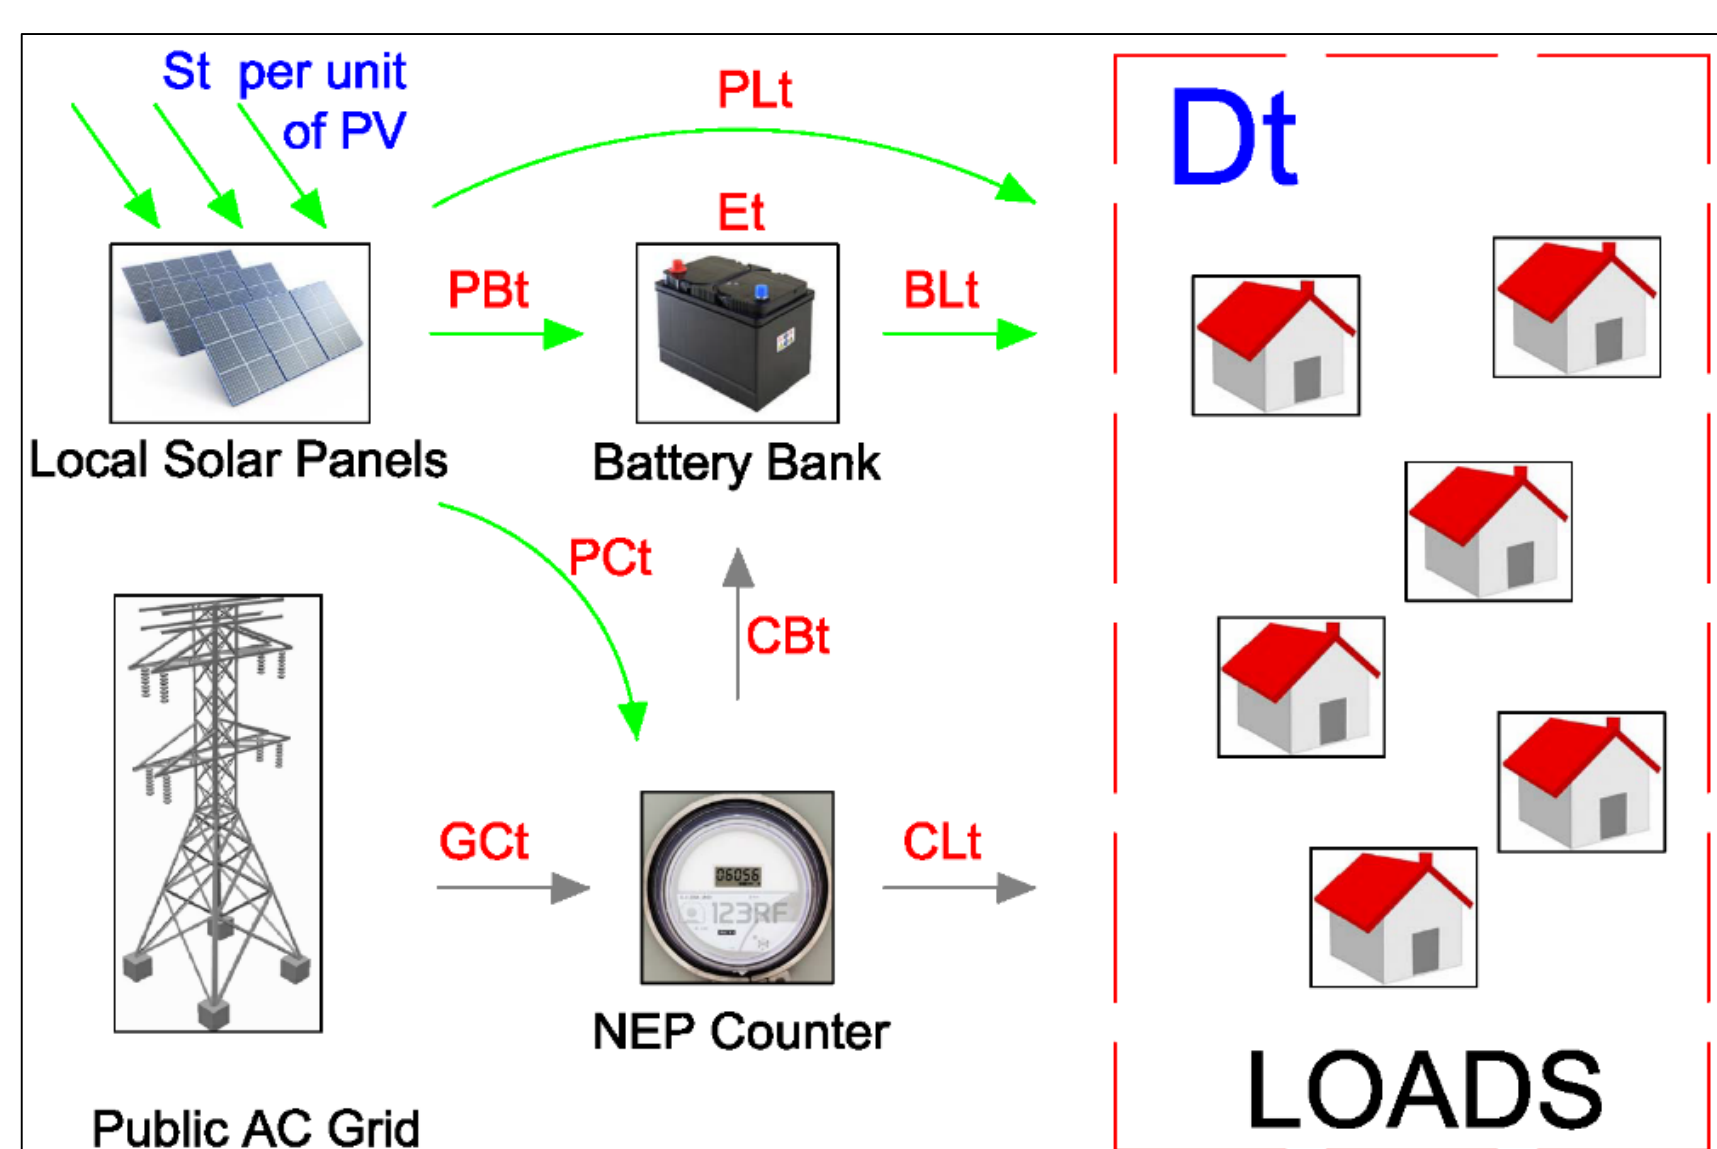 St per unit
of PV
PLt
Dt
Et
PBt
BLt
Local Solar Panels
Battery Bank
PCt
CBt
GCt
CLt
06056
123RF
NEP Counter
LOADS
Public AC Grid